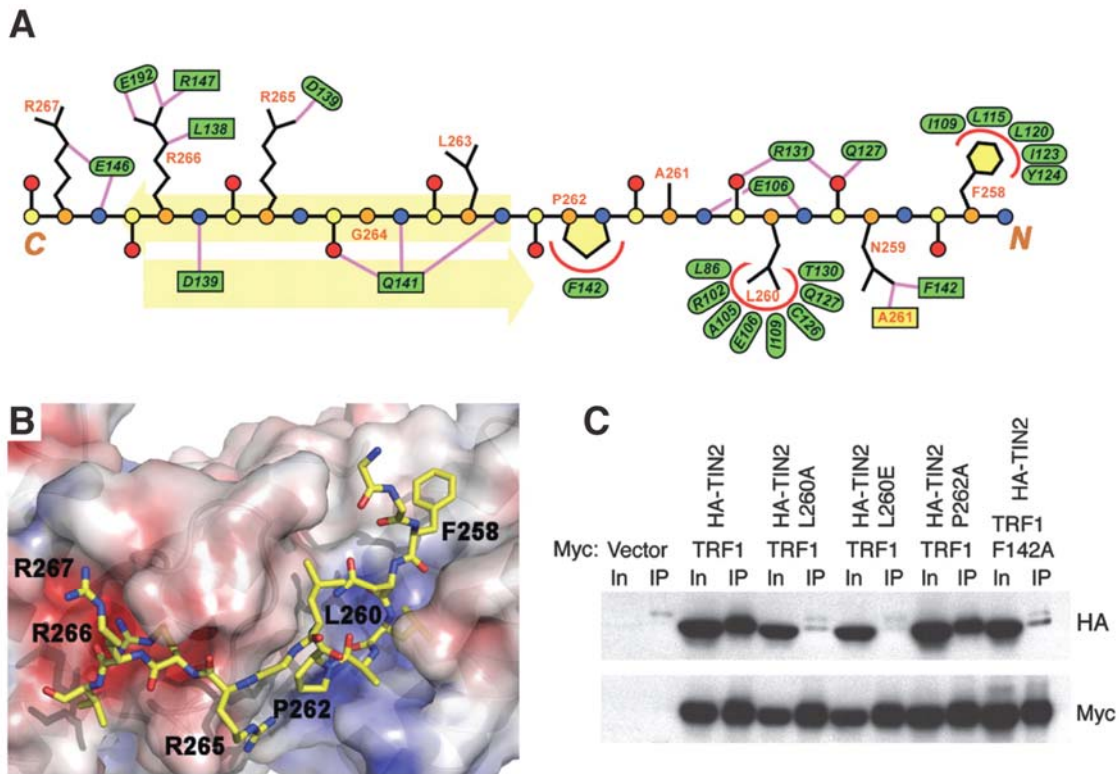 A
R267
E192
R147
L138
R266
E146
R265
D139
L263
I109
L115
L120
I123
Y124
F258
R131
Q127
E106
A261
P262
G264
C
N
D139
Q141
F142
L86
R102
A105
E106
I109
C126
Q127
T130
L260
N259
F142
A261
B
F258
R267
R266
L260
P262
R265
C
HA-TIN2
HA-TIN2 L260A
HA-TIN2 L260E
HA-TIN2 P262A
HA-TIN2
Myc: Vector TRF1 TRF1 TRF1 TRF1 TRF1 F142A
In IP In IP In IP In IP In IP In IP
HA
Myc